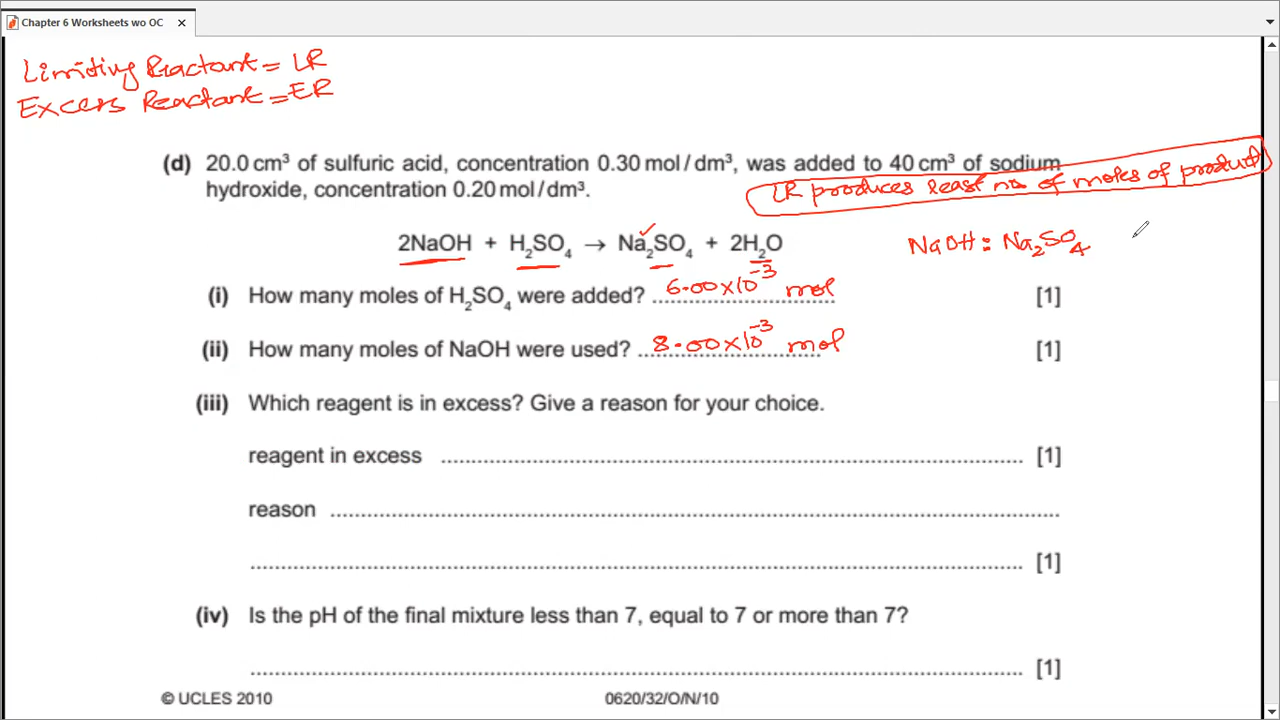 Chapter 6 Worksheets wo OC
Limiting Reactant = LR
Excess Reactant = ER
(d) 20.0 cm³ of sulfuric acid, concentration 0.30 mol / dm³, was added to 40 cm³ of sodium
hydroxide, concentration 0.20 mol / dm³.
LR produces least no. of moles of product
2NaOH + H₂SO₄ → Na₂SO₄ + 2H₂O
NaOH : Na₂SO₄
(i) How many moles of H₂SO₄ were added? 6.00×10⁻³ mol [1]
(ii) How many moles of NaOH were used? 8.00×10⁻³ mol [1]
(iii) Which reagent is in excess? Give a reason for your choice.
reagent in excess ........ [1]
reason ........
........ [1]
(iv) Is the pH of the final mixture less than 7, equal to 7 or more than 7?
........ [1]
© UCLES 2010 0620/32/O/N/10